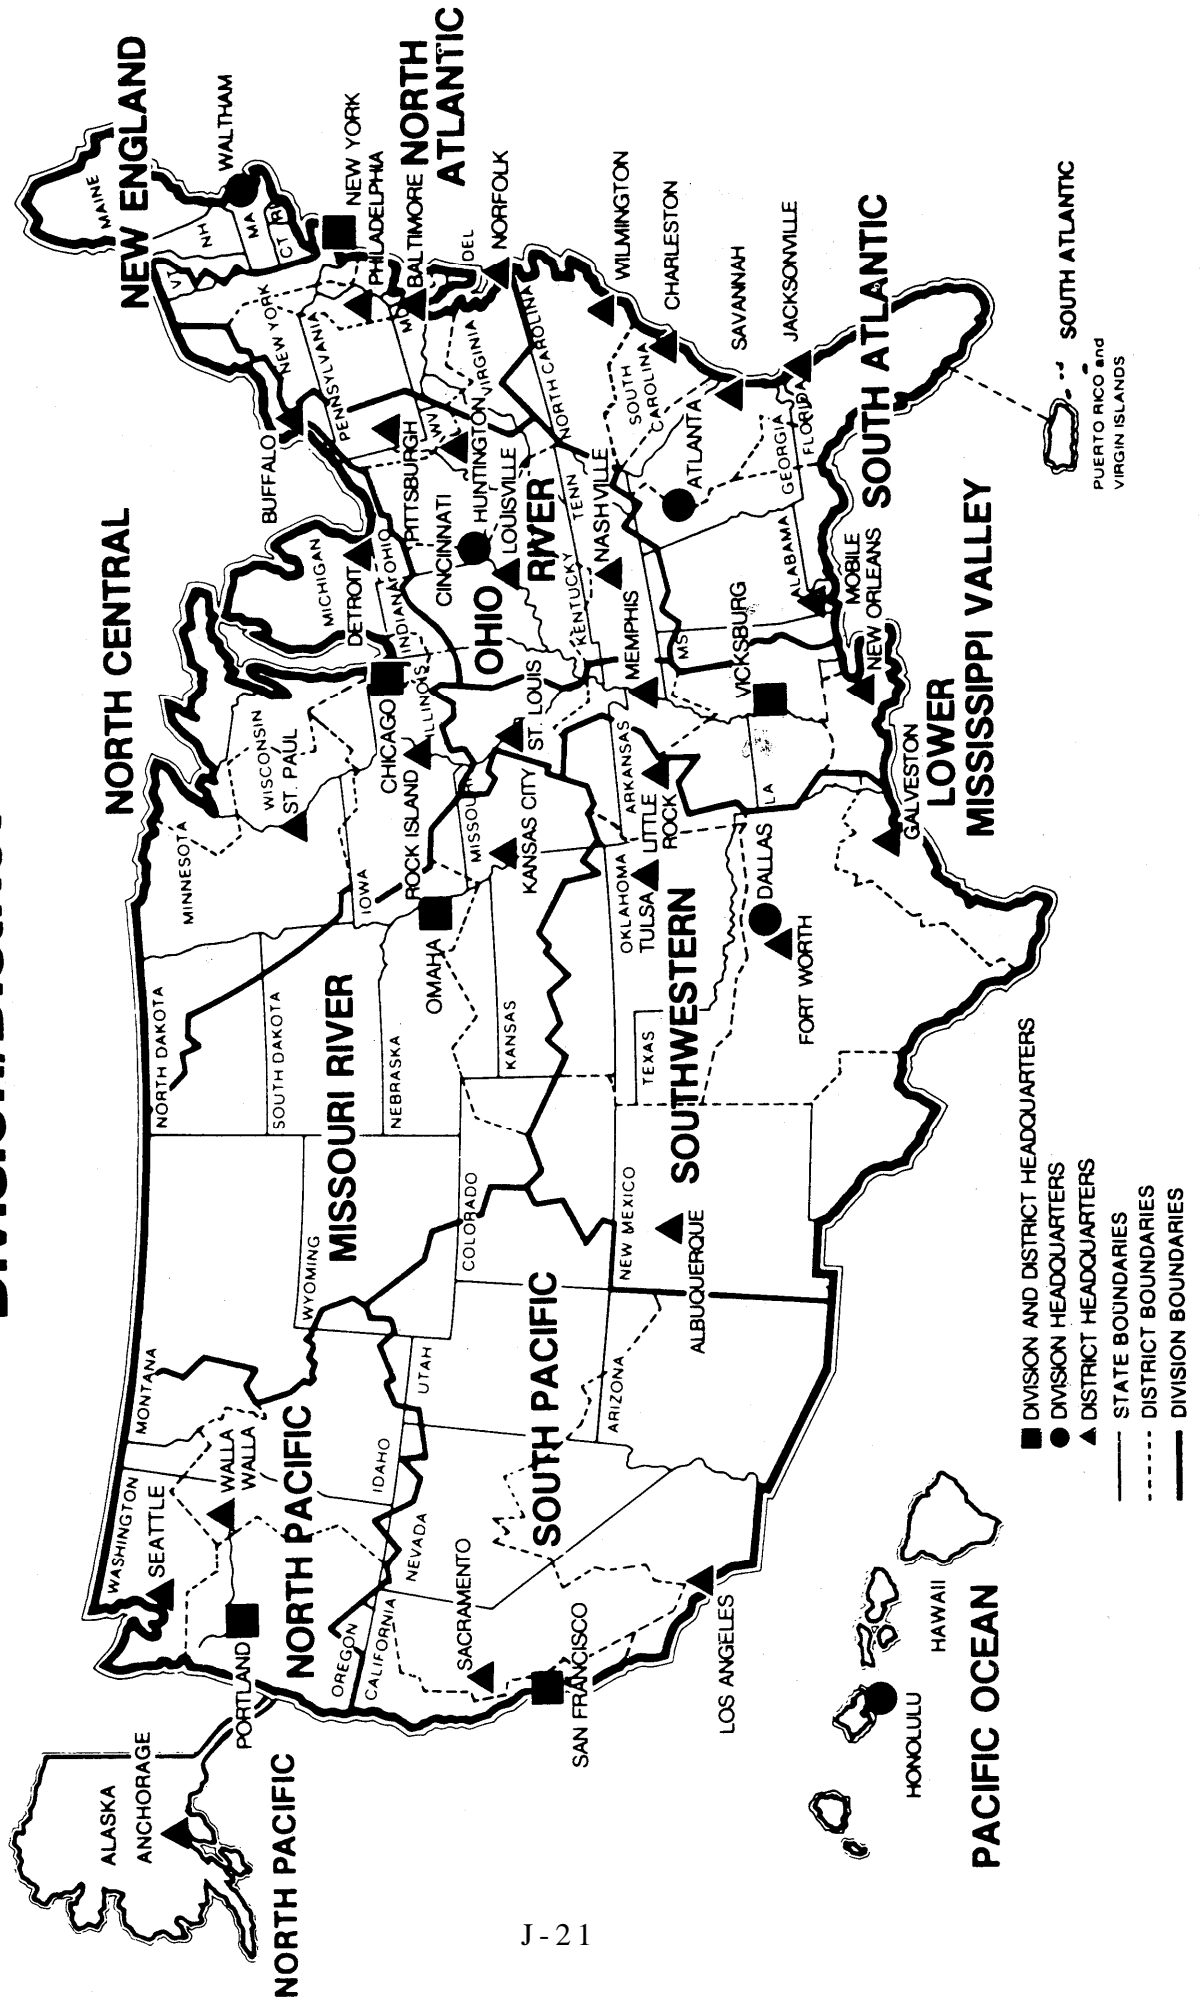 NORTH PACIFIC
ALASKA
ANCHORAGE
WASHINGTON
SEATTLE
PORTLAND
WALLA
WALLA
NORTH PACIFIC
OREGON
IDAHO
MONTANA
CALIFORNIA
NEVADA
SACRAMENTO
SAN FRANCISCO
LOS ANGELES
SOUTH PACIFIC
UTAH
ARIZONA
WYOMING
COLORADO
MISSOURI RIVER
NORTH DAKOTA
SOUTH DAKOTA
NEBRASKA
OMAHA
KANSAS
KANSAS CITY
MISSOURI
NEW MEXICO
ALBUQUERQUE
SOUTHWESTERN
TEXAS
OKLAHOMA
TULSA
LITTLE
ROCK
ARKANSAS
DALLAS
FORT WORTH
GALVESTON
NORTH CENTRAL
MINNESOTA
ST. PAUL
WISCONSIN
IOWA
ROCK ISLAND
CHICAGO
ILLINOIS
MICHIGAN
DETROIT
BUFFALO
INDIANA
OHIO
OHIO
RIVER
PITTSBURGH
CINCINNATI
HUNTINGTON
LOUISVILLE
NASHVILLE
KENTUCKY
TENN
WV
ST. LOUIS
MEMPHIS
VICKSBURG
MS
LA
NEW ORLEANS
LOWER
MISSISSIPPI VALLEY
NEW ENGLAND
MAINE
VT
NH
MA
CT
RI
WALTHAM
NORTH
ATLANTIC
NEW YORK
NEW YORK
PENNSYLVANIA
PHILADELPHIA
BALTIMORE
MD
DEL
VIRGINIA
NORFOLK
SOUTH ATLANTIC
NORTH CAROLINA
WILMINGTON
SOUTH
CAROLINA
CHARLESTON
SAVANNAH
JACKSONVILLE
ATLANTA
GEORGIA
FLORIDA
ALABAMA
MOBILE
SOUTH ATLANTIC
PUERTO RICO and
VIRGIN ISLANDS
PACIFIC OCEAN
HONOLULU
HAWAII
DIVISION AND DISTRICT HEADQUARTERS
DIVISION HEADQUARTERS
DISTRICT HEADQUARTERS
STATE BOUNDARIES
DISTRICT BOUNDARIES
DIVISION BOUNDARIES
J-21